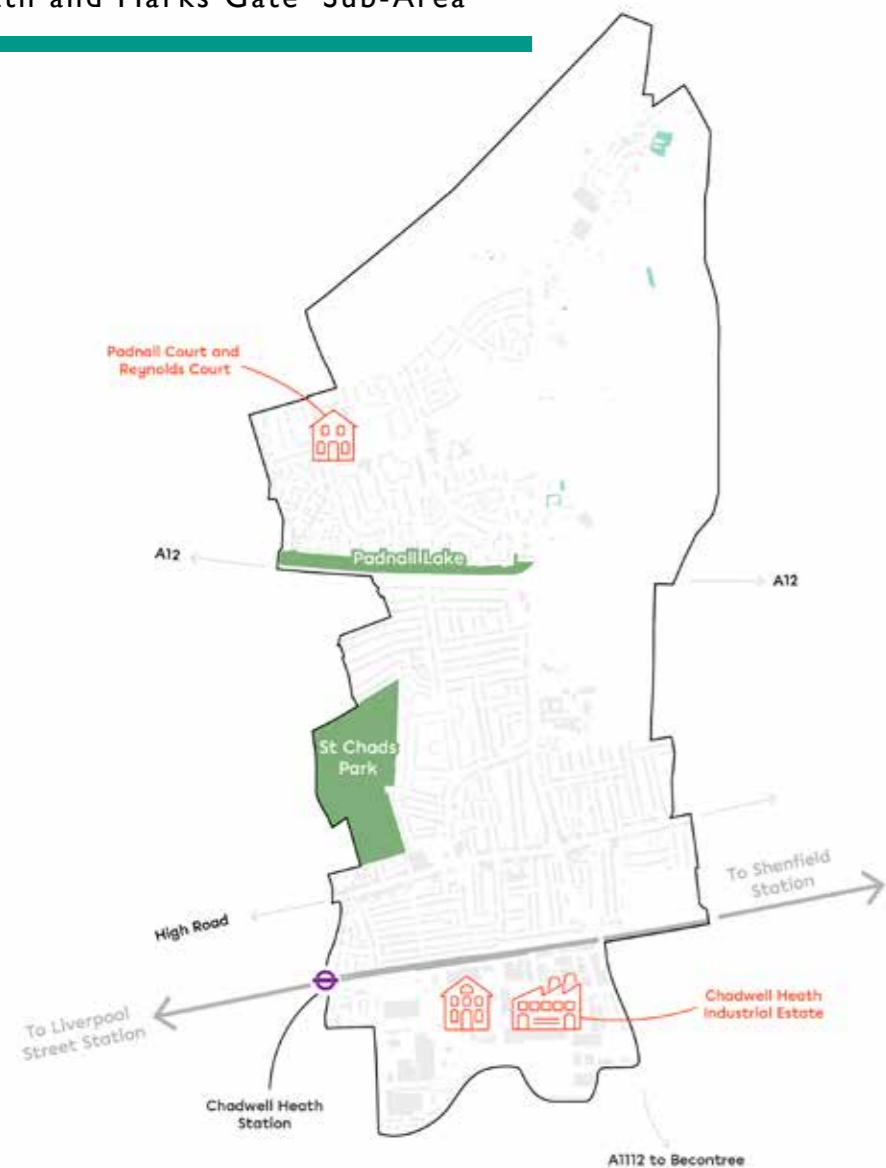 and Marks Gate Sub-Area
Padnall Court and
Reynolds Court
A12
Padnall Lake
A12
St Chads
Park
To Shenfield
Station
High Road
Chadwell Heath
Industrial Estate
To Liverpool
Street Station
Chadwell Heath
Station
A1112 to Becontree